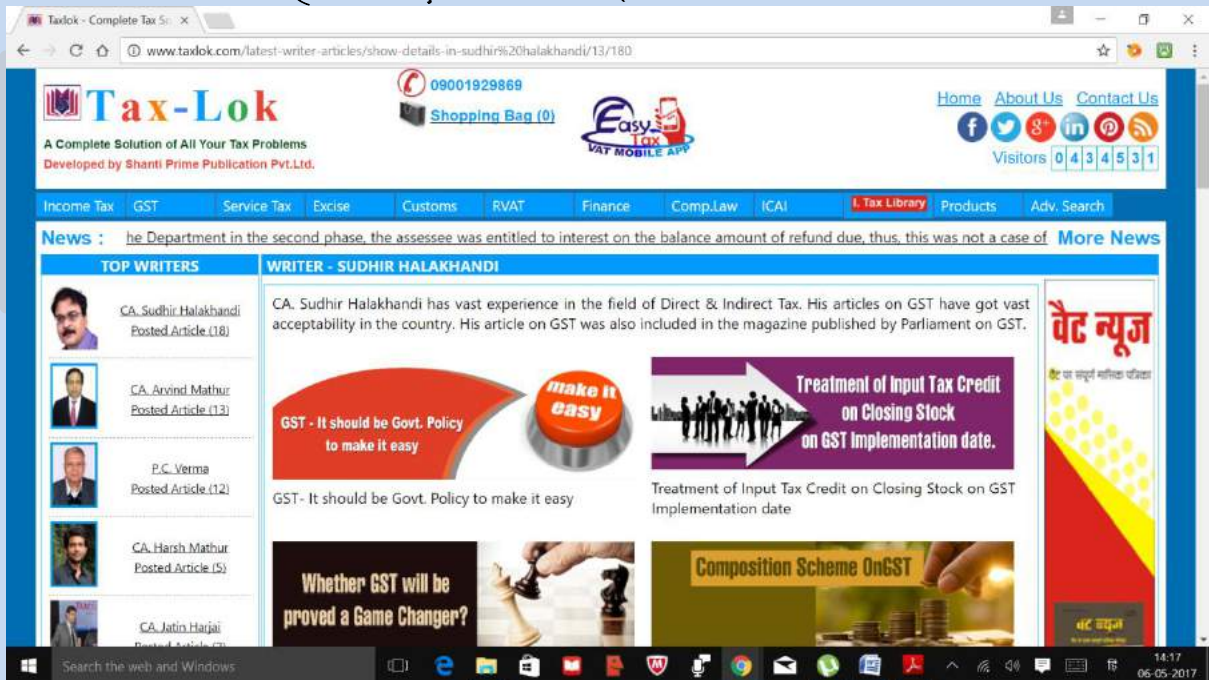 Taxlok - Complete Tax So
www.taxlok.com/latest-writer-articles/show-details-in-sudhir%20halakhandi/13/180
Tax-Lok
A Complete Solution of All Your Tax Problems
Developed by Shanti Prime Publication Pvt.Ltd.
09001929869
Shopping Bag (0)
Easy
Tax
VAT MOBILE APP
Home About Us Contact Us
Visitors 0 4 3 4 5 3 1
Income Tax GST Service Tax Excise Customs RVAT Finance Comp.Law ICAI I. Tax Library Products Adv. Search
News : he Department in the second phase, the assessee was entitled to interest on the balance amount of refund due, thus, this was not a case of More News
TOP WRITERS
CA. Sudhir Halakhandi
Posted Article (18)
CA. Arvind Mathur
Posted Article (13)
P.C. Verma
Posted Article (12)
CA. Harsh Mathur
Posted Article (5)
CA. Jatin Harjai
WRITER - SUDHIR HALAKHANDI
CA. Sudhir Halakhandi has vast experience in the field of Direct & Indirect Tax. His articles on GST have got vast
acceptability in the country. His article on GST was also included in the magazine published by Parliament on GST.
GST - It should be Govt. Policy
to make it easy
make it
easy
GST- It should be Govt. Policy to make it easy
Treatment of Input Tax Credit
on Closing Stock
on GST Implementation date.
Treatment of Input Tax Credit on Closing Stock on GST
Implementation date
Whether GST will be
proved a Game Changer?
Composition Scheme OnGST
वैट न्यूज
वैट पर संपूर्ण मासिक पत्रिका
वैट न्यूज
Search the web and Windows
14:17
06-05-2017